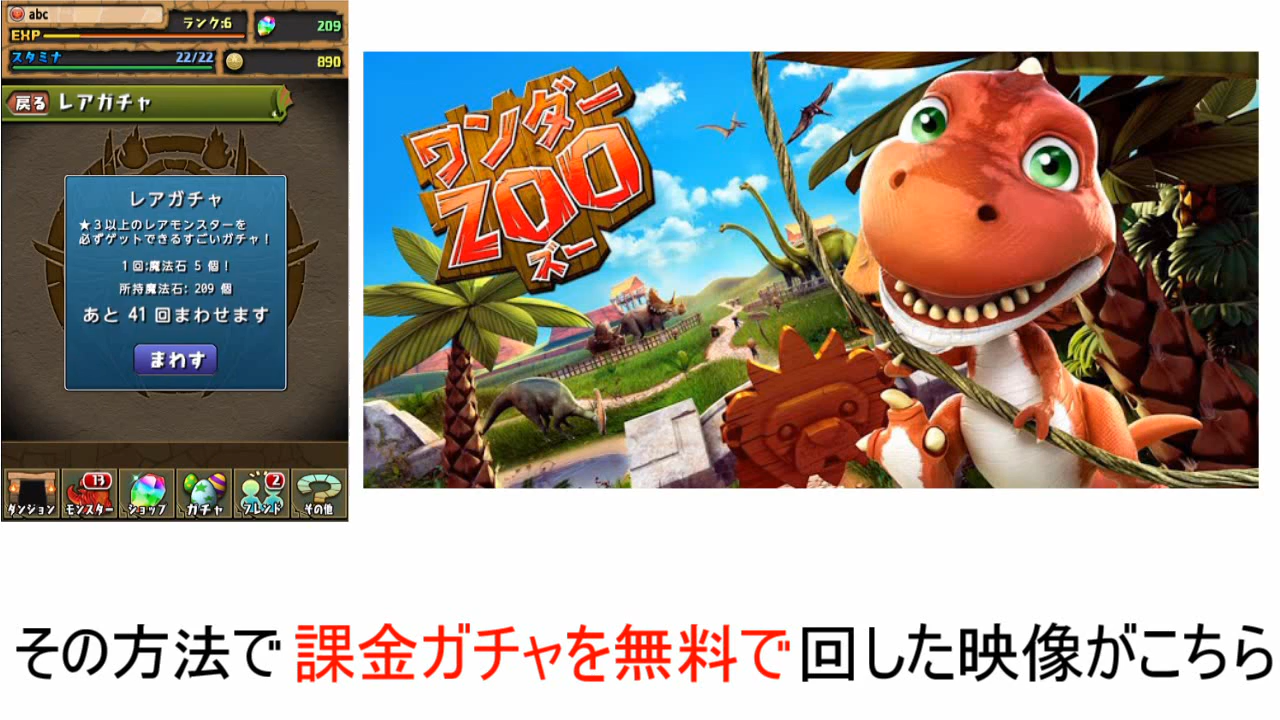 abc
ランク:6
209
EXP
スタミナ
22/22
890
戻る
レアガチャ
レアガチャ
★3以上のレアモンスターを
必ずゲットできるすごいガチャ！
1回:魔法石 5 個！
所持魔法石: 209 個
あと 41 回まわせます
まわす
13
2
ダンジョン
モンスター
ショップ
ガチャ
フレンド
その他
ワンダー
ZOO
ズー
その方法で課金ガチャを無料で回した映像がこちら